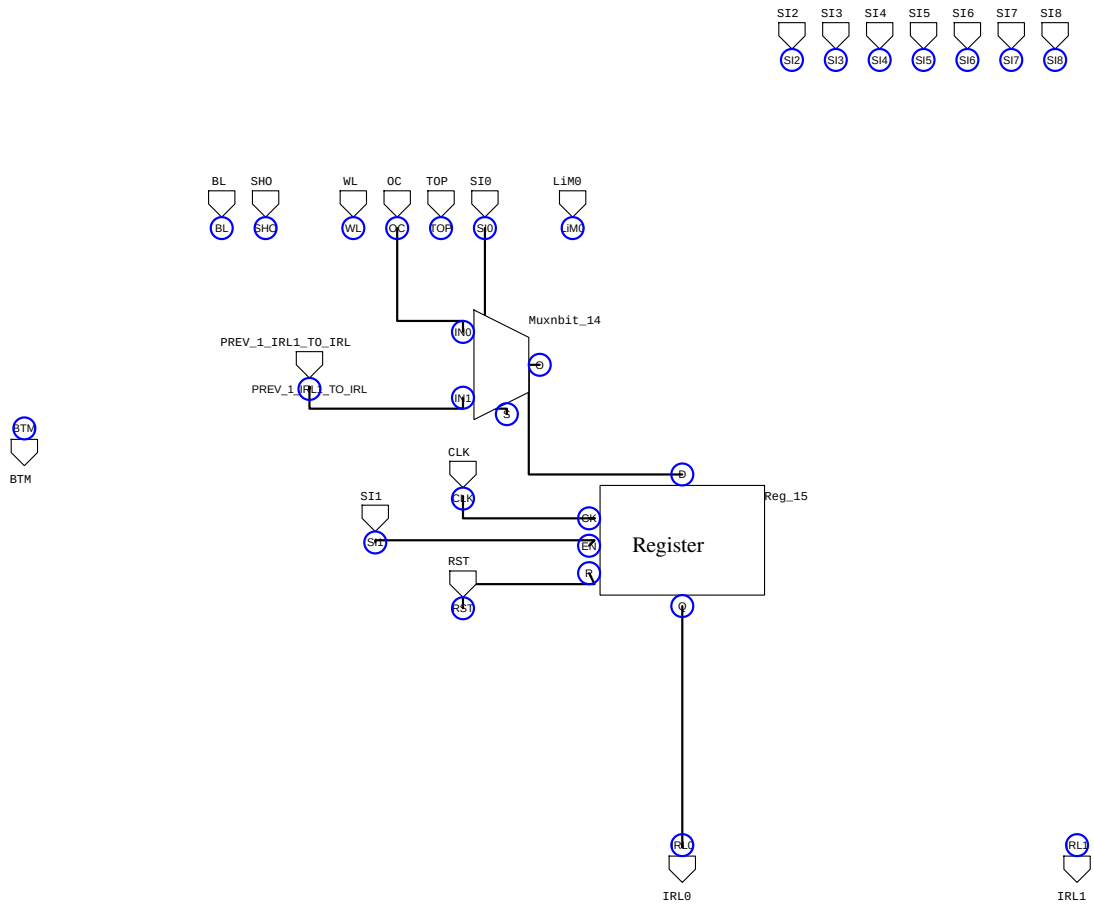 SI2 SI3 SI4 SI5 SI6 SI7 SI8
SI2 SI3 SI4 SI5 SI6 SI7 SI8
BL SHO WL OC TOP SI0 LiM0
BL SHO WL OC TOP SI0 LiM0
Muxnbit_14
IN0
PREV_1_IRL1_TO_IRL
O
PREV_1_IRL1_TO_IRL
IN1
S
BTM
BTM
CLK
D
SI1
CLK
Reg_15
CK
SI1
EN
Register
RST
R
RST
Q
IRL0 IRL1
IRL0 IRL1